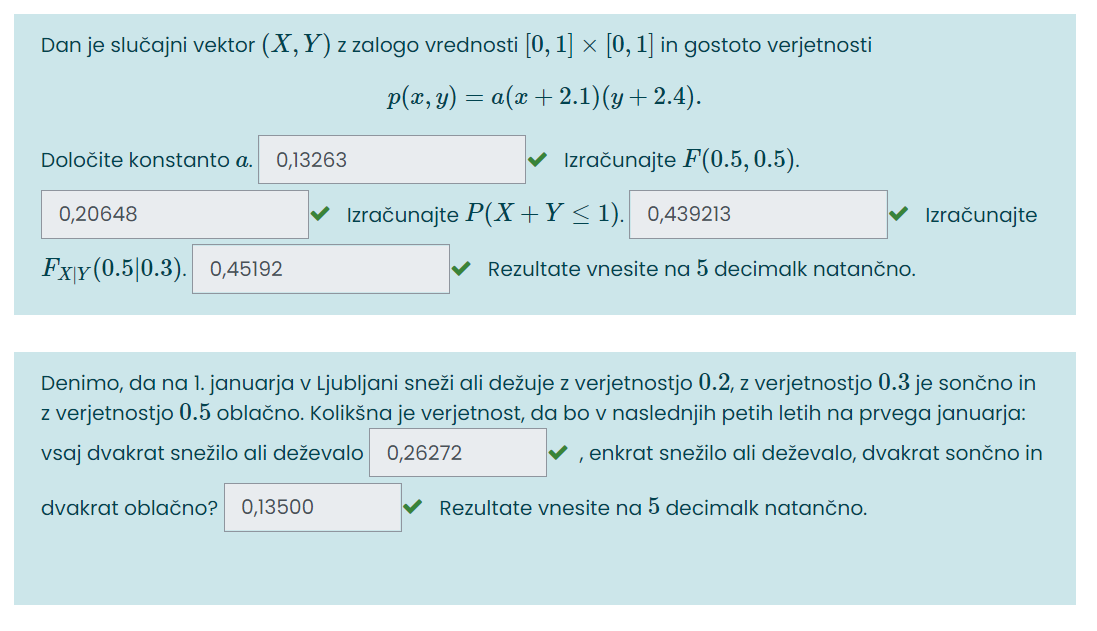 Dan je slučajni vektor (X, Y) z zalogo vrednosti [0, 1] × [0, 1] in gostoto verjetnosti
p(x, y) = a(x + 2.1)(y + 2.4).
Določite konstanto a. 0,13263 ✔ Izračunajte F(0.5, 0.5).
0,20648 ✔ Izračunajte P(X + Y ≤ 1). 0,439213 ✔ Izračunajte
F_{X|Y}(0.5|0.3). 0,45192 ✔ Rezultate vnesite na 5 decimalk natančno.
Denimo, da na 1. januarja v Ljubljani sneži ali dežuje z verjetnostjo 0.2, z verjetnostjo 0.3 je sončno in
z verjetnostjo 0.5 oblačno. Kolikšna je verjetnost, da bo v naslednjih petih letih na prvega januarja:
vsaj dvakrat snežilo ali deževalo 0,26272 ✔ , enkrat snežilo ali deževalo, dvakrat sončno in
dvakrat oblačno? 0,13500 ✔ Rezultate vnesite na 5 decimalk natančno.